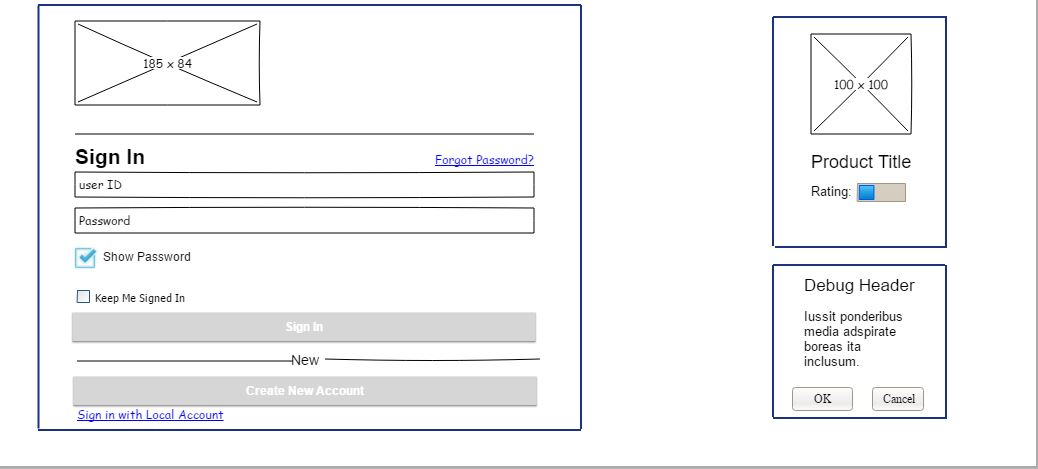 185 x 84
Sign In
Forgot Password?
user ID
Password
Show Password
Keep Me Signed In
Sign In
New
Create New Account
Sign in with Local Account
100 x 100
Product Title
Rating:
Debug Header
Iussit ponderibus
media adspirate
boreas ita
inclusum.
OK
Cancel